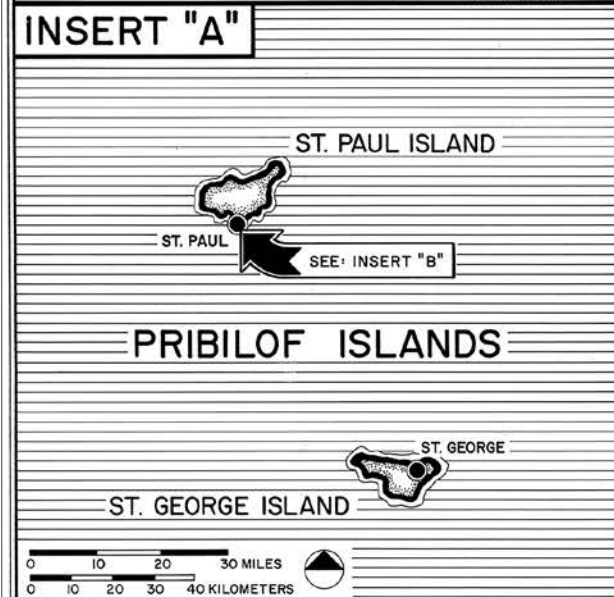 INSERT "A"
ST. PAUL ISLAND
ST. PAUL
SEE: INSERT "B"
PRIBILOF ISLANDS
ST. GEORGE
ST. GEORGE ISLAND
0 10 20 30 MILES
0 10 20 30 40 KILOMETERS